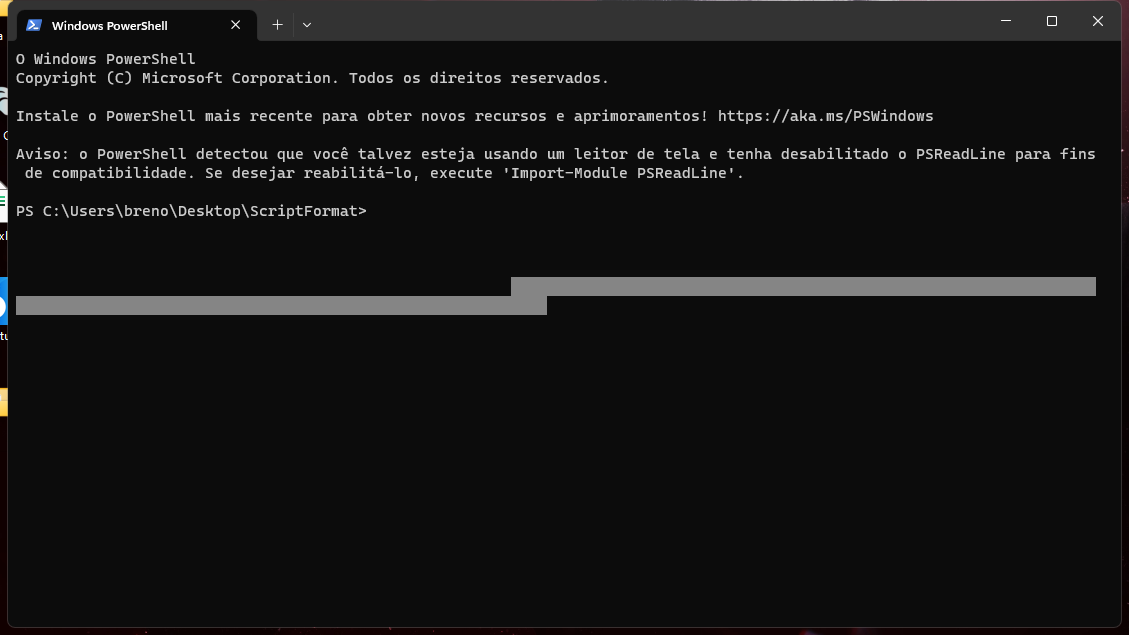 Windows PowerShell
O Windows PowerShell
Copyright (C) Microsoft Corporation. Todos os direitos reservados.
Instale o PowerShell mais recente para obter novos recursos e aprimoramentos! https://aka.ms/PSWindows
Aviso: o PowerShell detectou que você talvez esteja usando um leitor de tela e tenha desabilitado o PSReadLine para fins
de compatibilidade. Se desejar reabilitá-lo, execute 'Import-Module PSReadLine'.
PS C:\Users\breno\Desktop\ScriptFormat>